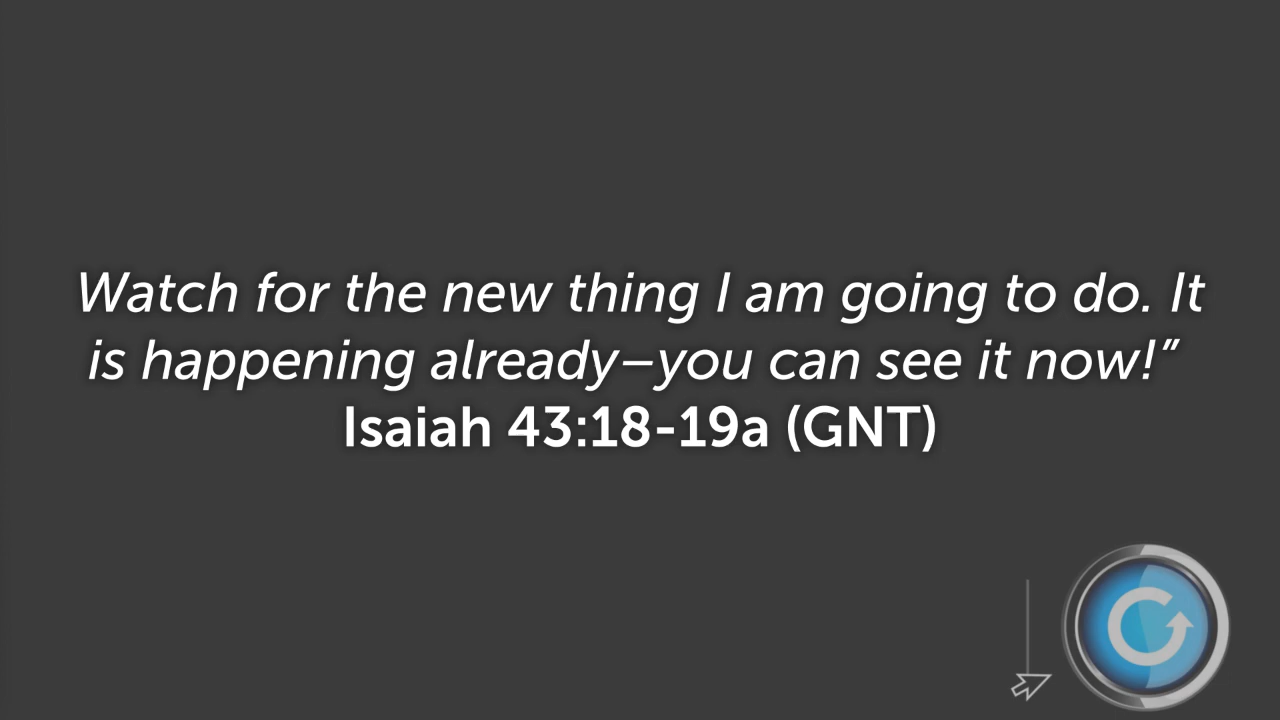 Watch for the new thing I am going to do. It
is happening already–you can see it now!”
Isaiah 43:18-19a (GNT)